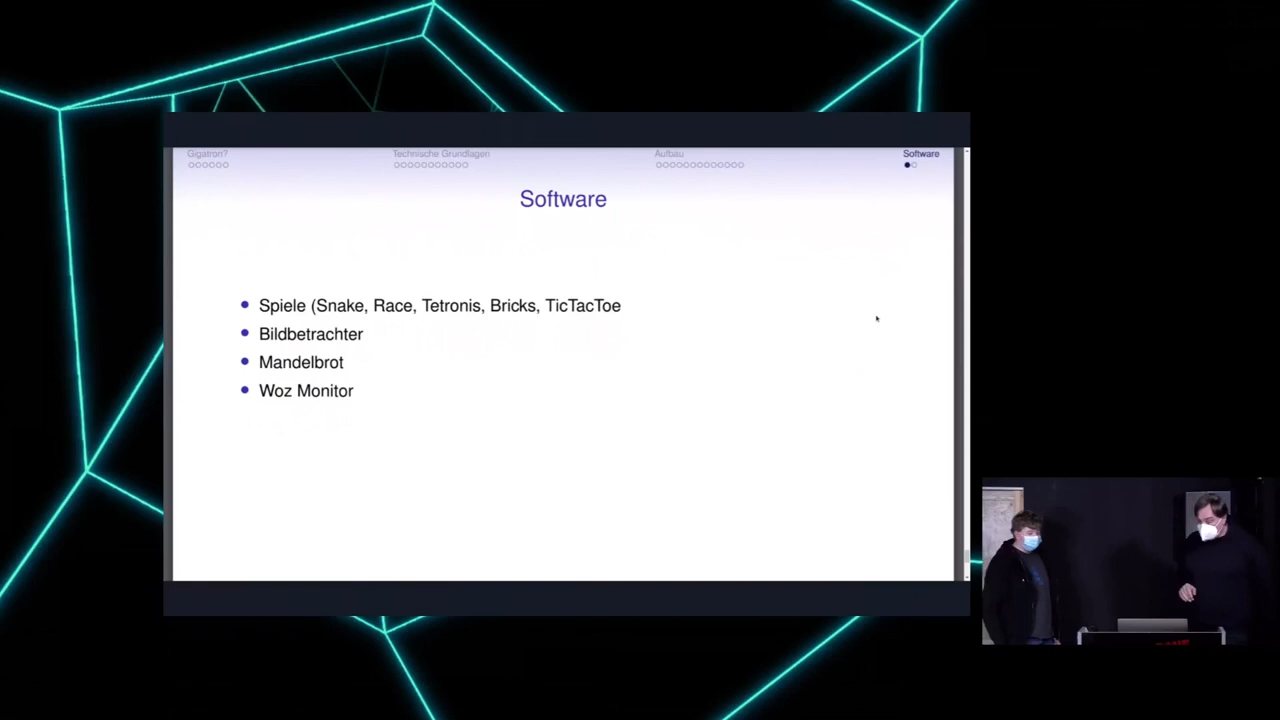 Gigatron?
Technische Grundlagen
Aufbau
Software
Software
Spiele (Snake, Race, Tetronis, Bricks, TicTacToe
Bildbetrachter
Mandelbrot
Woz Monitor